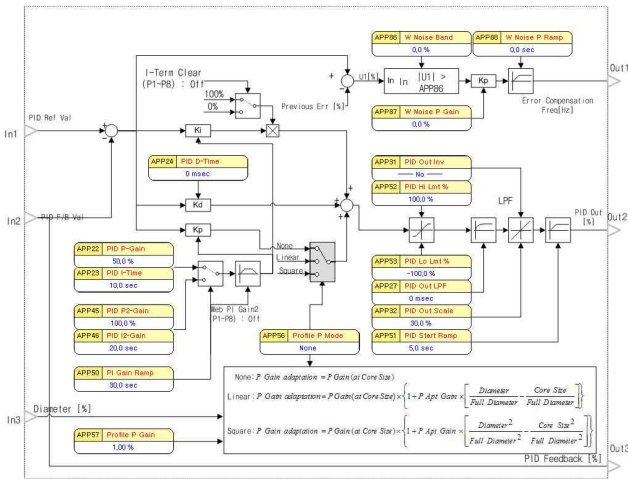 APP86 W Noise Band
0,0 %
APP88 W Noise P Ramp
0,0 sec
Out1
I-Term Clear
(P1-P8) : Off
100%
0%
Previous Err [%]
U1[%]
In In |U1| >
APP86
Kp
APP87 W Noise P Gain
0,0 %
Error Compensation
Freq[Hz]
PID Ref Val
In1
Ki
APP24 PID D-Time
0 msec
APP31 PID Out Inv
No
APP52 PID Hi Lmt %
100,0 %
LPF
PID F/B Val
In2
Kd
PID Out
[%]
Out2
Kp
None
Linear
Square
APP22 PID P-Gain
50,0 %
APP23 PID I-Time
10,0 sec
APP45 PID P2-Gain
100,0 %
APP46 PID I2-Gain
20,0 sec
Web PI Gain2
(P1-P8) : Off
APP53 PID Lo Lmt %
-100,0 %
APP27 PID Out LPF
0 msec
APP32 PID Out Scale
30,0 %
APP51 PID Start Ramp
5,0 sec
APP56 Profile P Mode
None
APP50 PI Gain Ramp
30,0 sec
In3
Diameter [%]
APP57 Profile P Gain
1,00 %
None: P Gain adaptation = P Gain (at Core Size)
Linear: P Gain adaptation = P Gain (at Core Size) × { 1 + P Apt Gain × [ Diameter / Full Diameter - Core Size / Full Diameter ] }
Square: P Gain adaptation = P Gain (at Core Size) × { 1 + P Apt Gain × [ Diameter² / Full Diameter² - Core Size² / Full Diameter² ] }
PID Feedback [%]
Out3